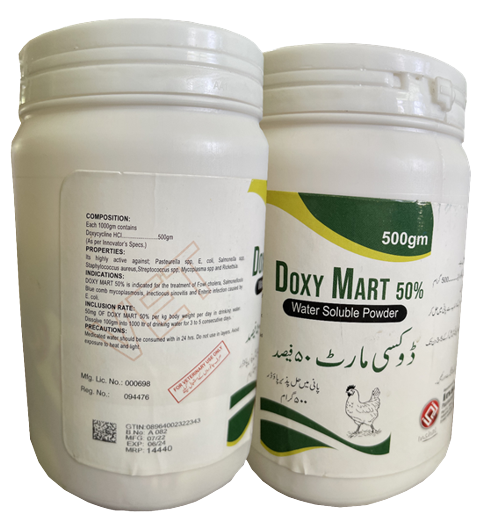 COMPOSITION:
Each 1000gm contains
Doxycycline HCl........................500gm
(As per Innovator's Specs.)
PROPERTIES:
Its highly active against; Pasteurella spp, E. coli, Salmonella
Staphylococcus aureus, Streptococcus spp, Mycoplasma spp and
INDICATIONS:
DOXY MART 50% is indicated for the treatment of Fowl cholera, Salmonellosis
Blue comb mycoplasmosis, infectious sinovitis and Enteric infection caused by
E. coli.
INCLUSION RATE:
50mg OF DOXY MART 50% per kg body weight per day in drinking water.
Dissolve 100gm into 1000 ltr of drinking water for 3 to 5 consecutive days.
PRECAUTIONS:
Medicated water should be consumed with in 24 hrs. Do not use in layers. Avoid
exposure to heat and light.
FOR VETERINARY USE ONLY
Mfg. Lic. No.: 000698
Reg. No.: 094476
GTIN:08964002322343
B.No: A 082
MFG: 07/22
EXP: 06/24
MRP: 14440
500gm
DOXY MART 50%
Water Soluble Powder
ڈوکسی مارٹ ۵۰ فیصد
پانی میں حل پذیر پاؤڈر
۵۰۰ گرام